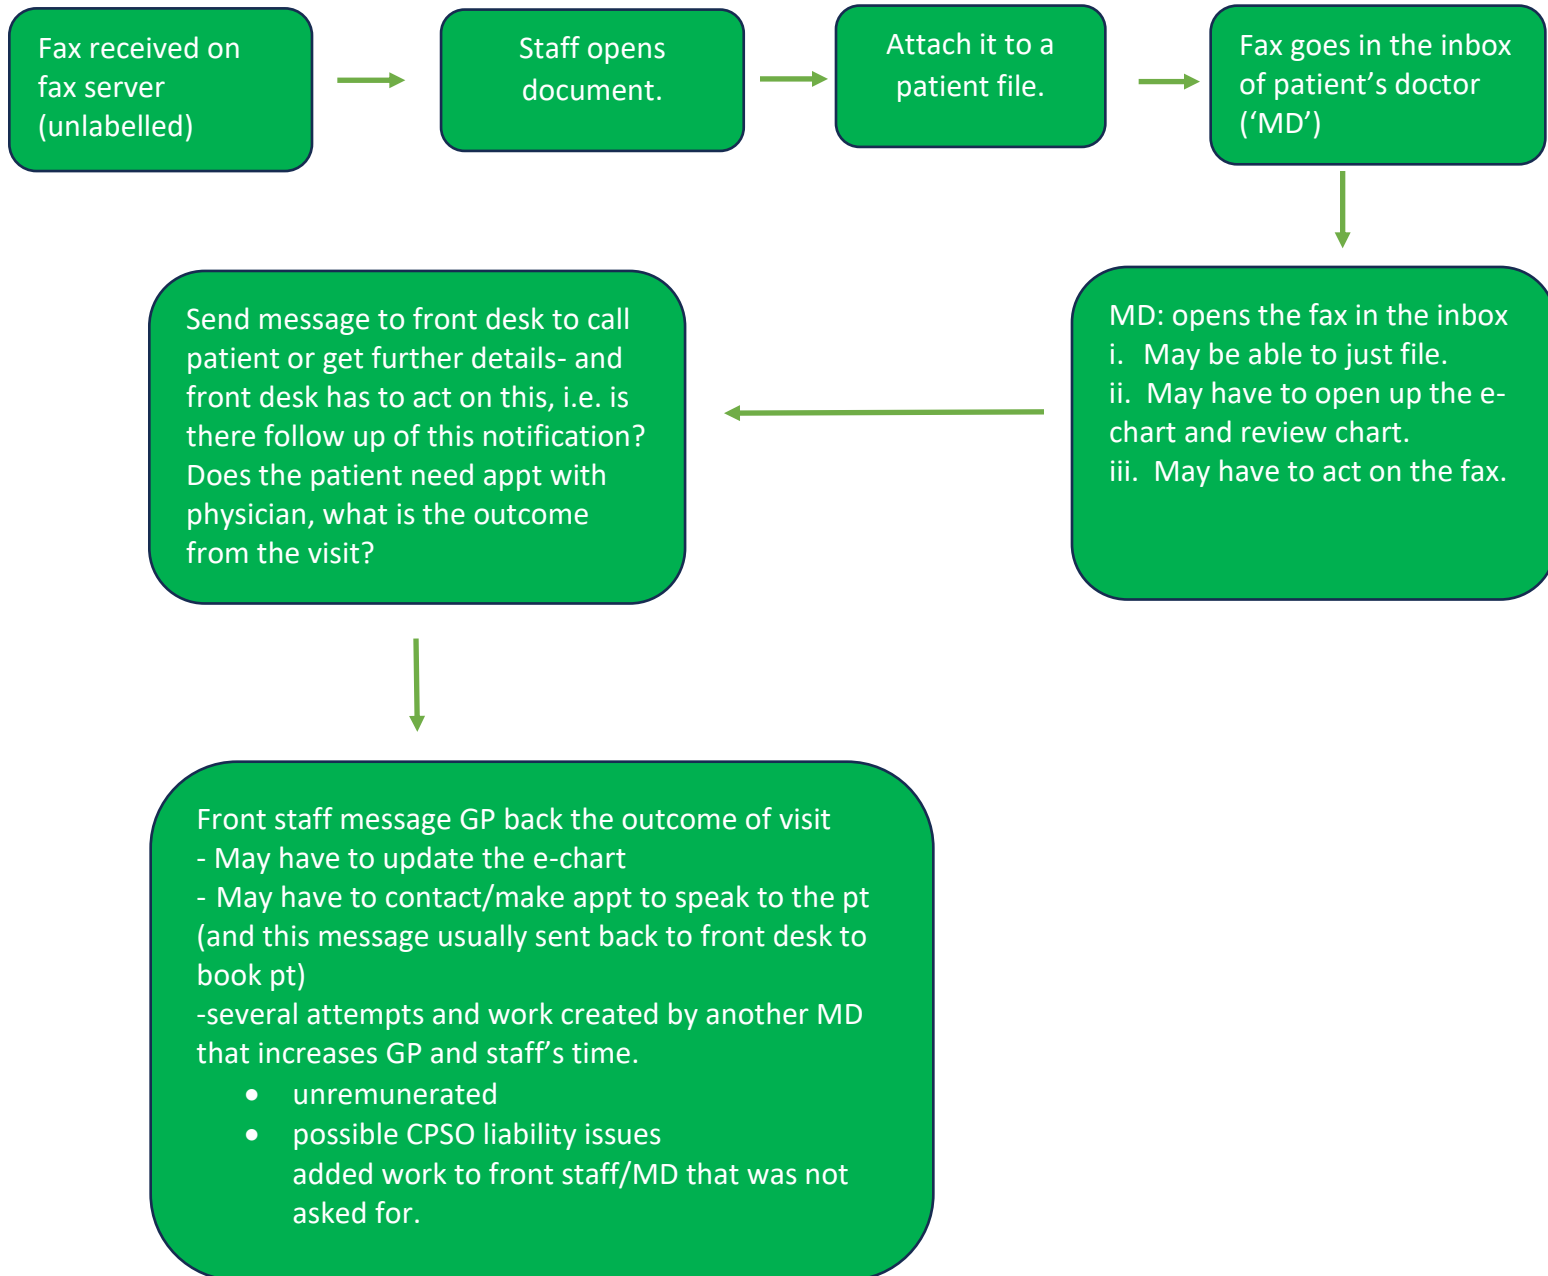 Fax received on
fax server
(unlabelled)
Staff opens
document.
Attach it to a
patient file.
Fax goes in the inbox
of patient’s doctor
(‘MD’)
MD: opens the fax in the inbox
i. May be able to just file.
ii. May have to open up the e-
chart and review chart.
iii. May have to act on the fax.
Send message to front desk to call
patient or get further details- and
front desk has to act on this, i.e. is
there follow up of this notification?
Does the patient need appt with
physician, what is the outcome
from the visit?
Front staff message GP back the outcome of visit
- May have to update the e-chart
- May have to contact/make appt to speak to the pt
(and this message usually sent back to front desk to
book pt)
-several attempts and work created by another MD
that increases GP and staff’s time.
• unremunerated
• possible CPSO liability issues
added work to front staff/MD that was not
asked for.